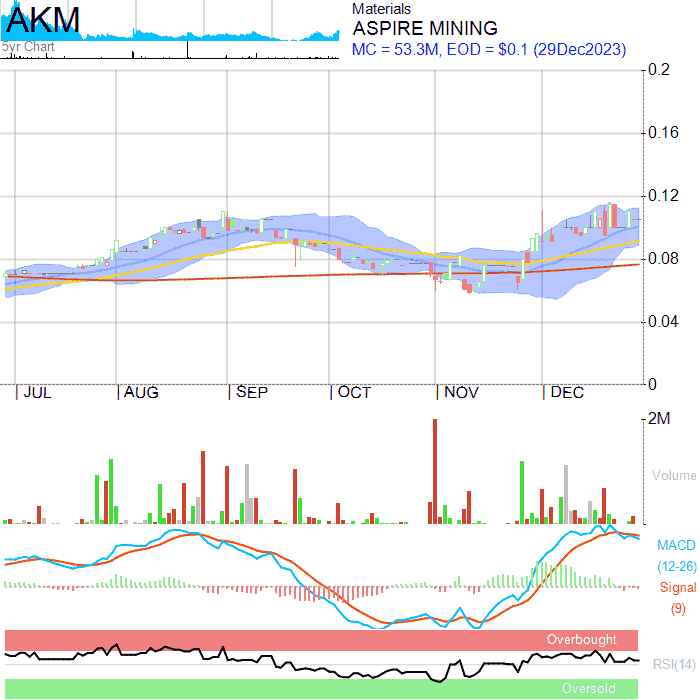 AKM
5yr Chart
Materials
ASPIRE MINING
MC = 53.3M, EOD = $0.1 (29Dec2023)
0.2
0.16
0.12
0.08
0.04
0
JUL AUG SEP OCT NOV DEC
2M
Volume
MACD
(12-26)
Signal
(9)
Overbought
RSI(14)
Oversold